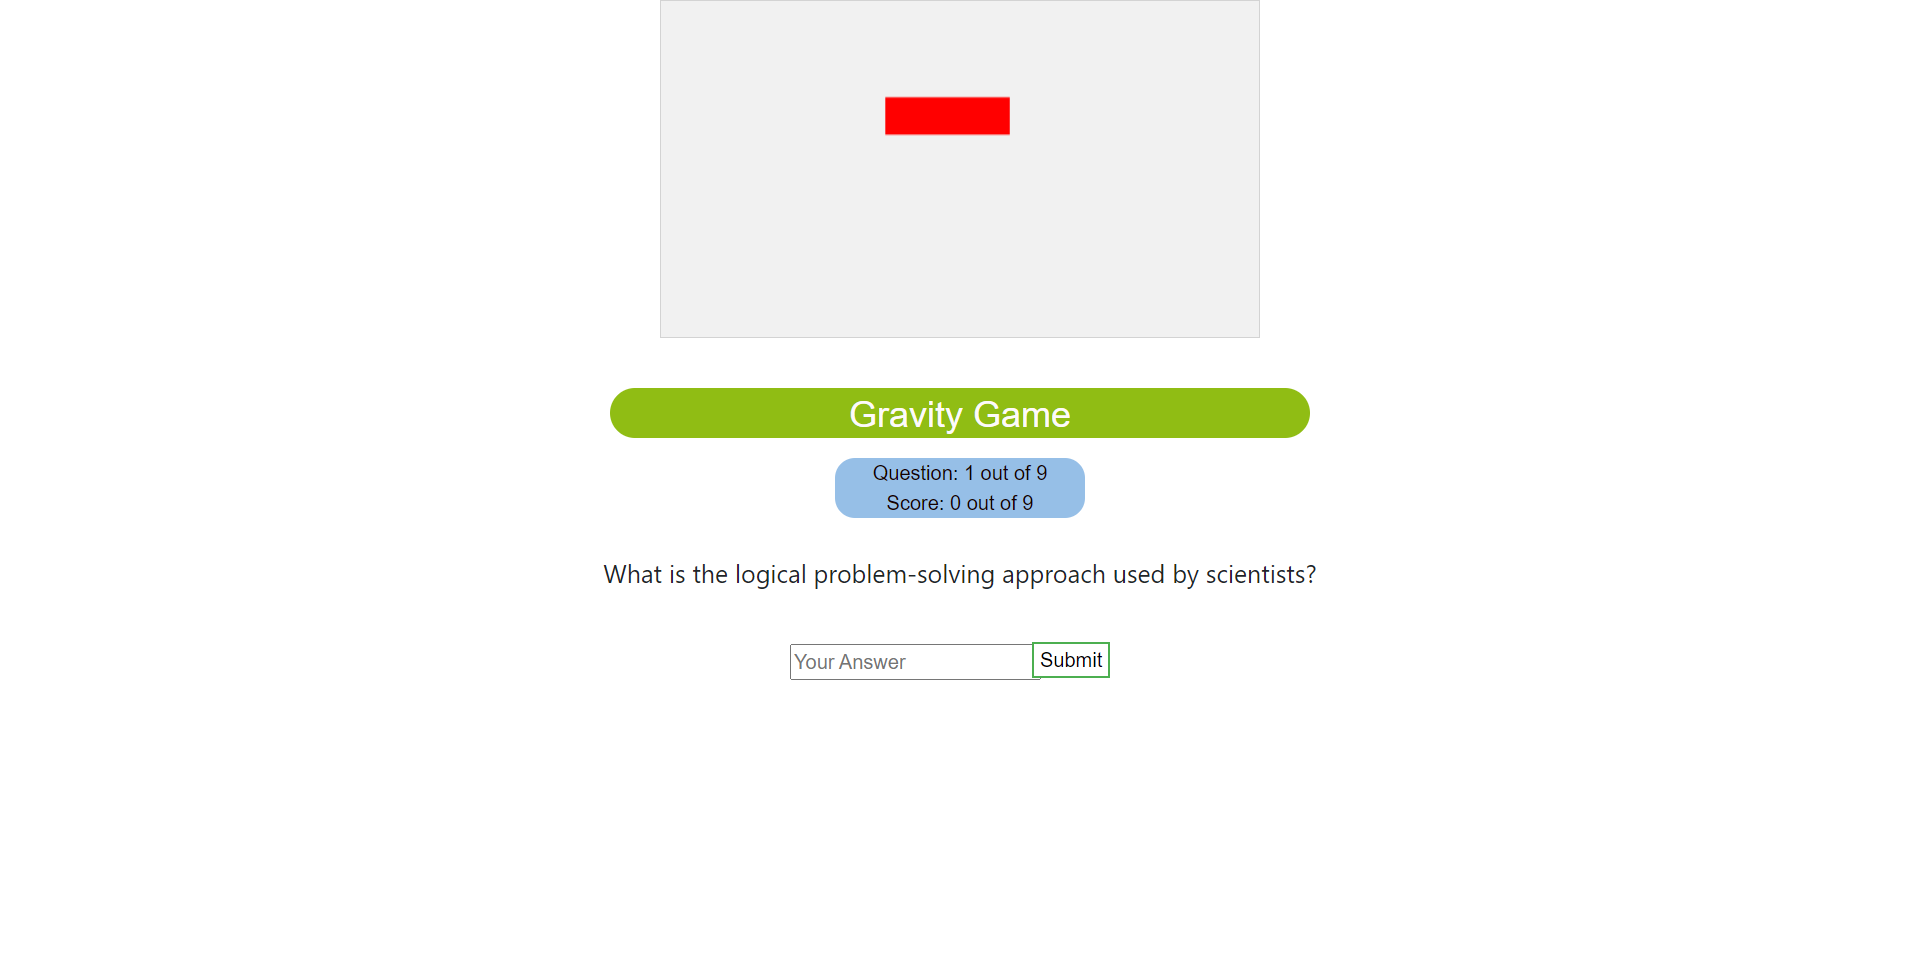 Gravity Game
Question: 1 out of 9
Score: 0 out of 9
What is the logical problem-solving approach used by scientists?
Your Answer
Submit